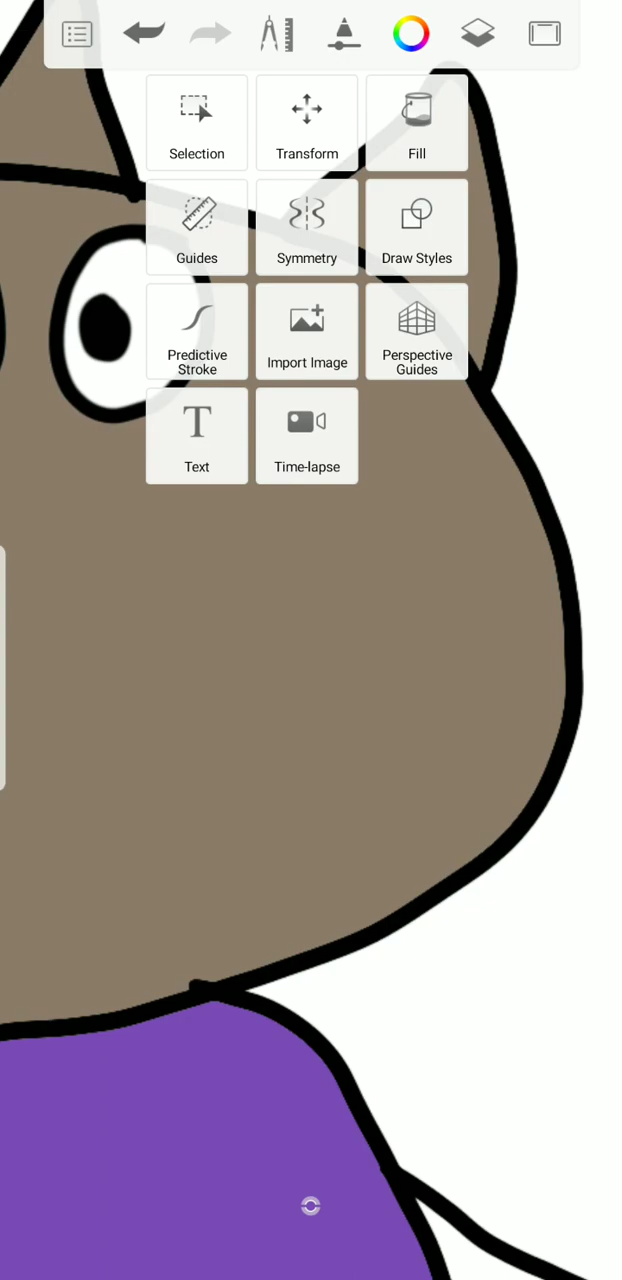 Selection
Transform
Fill
Guides
Symmetry
Draw Styles
Predictive
Stroke
Import Image
Perspective
Guides
Text
Time-lapse